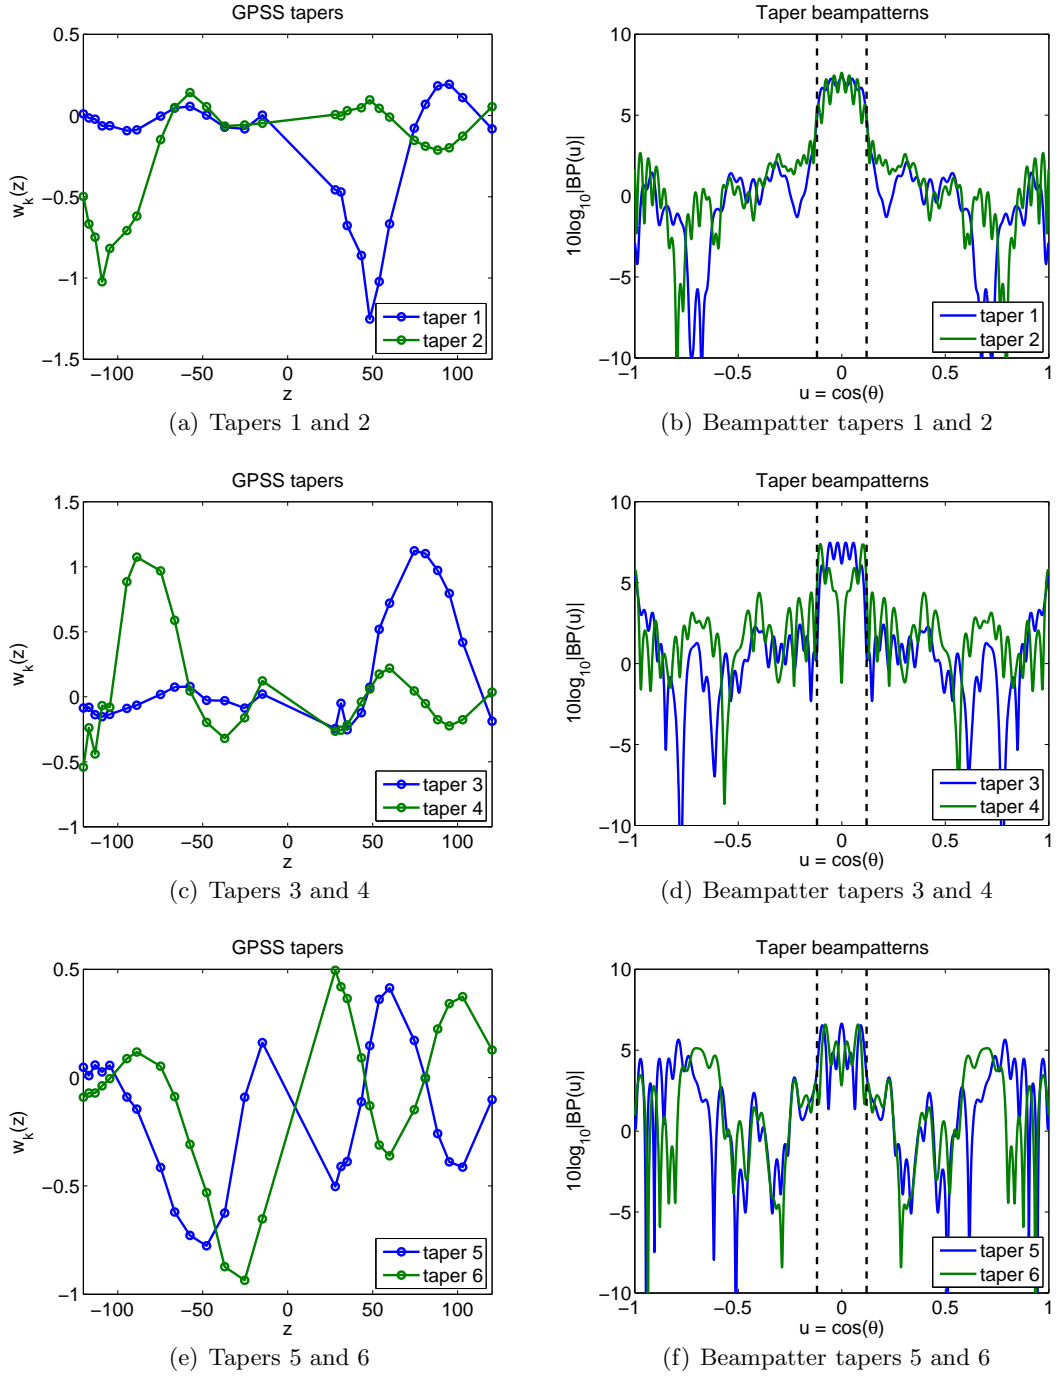 GPSS tapers
0.5
0
−0.5
−1
−1.5
w_k(z)
−100 −50 0 50 100
z
taper 1
taper 2
(a) Tapers 1 and 2
Taper beampatterns
10
5
0
−5
−10
10log_10|BP(u)|
−1 −0.5 0 0.5 1
u = cos(θ)
taper 1
taper 2
(b) Beampatter tapers 1 and 2
GPSS tapers
1.5
1
0.5
0
−0.5
−1
w_k(z)
−100 −50 0 50 100
z
taper 3
taper 4
(c) Tapers 3 and 4
Taper beampatterns
10
5
0
−5
−10
10log_10|BP(u)|
−1 −0.5 0 0.5 1
u = cos(θ)
taper 3
taper 4
(d) Beampatter tapers 3 and 4
GPSS tapers
0.5
0
−0.5
−1
w_k(z)
−100 −50 0 50 100
z
taper 5
taper 6
(e) Tapers 5 and 6
Taper beampatterns
10
5
0
−5
−10
10log_10|BP(u)|
−1 −0.5 0 0.5 1
u = cos(θ)
taper 5
taper 6
(f) Beampatter tapers 5 and 6